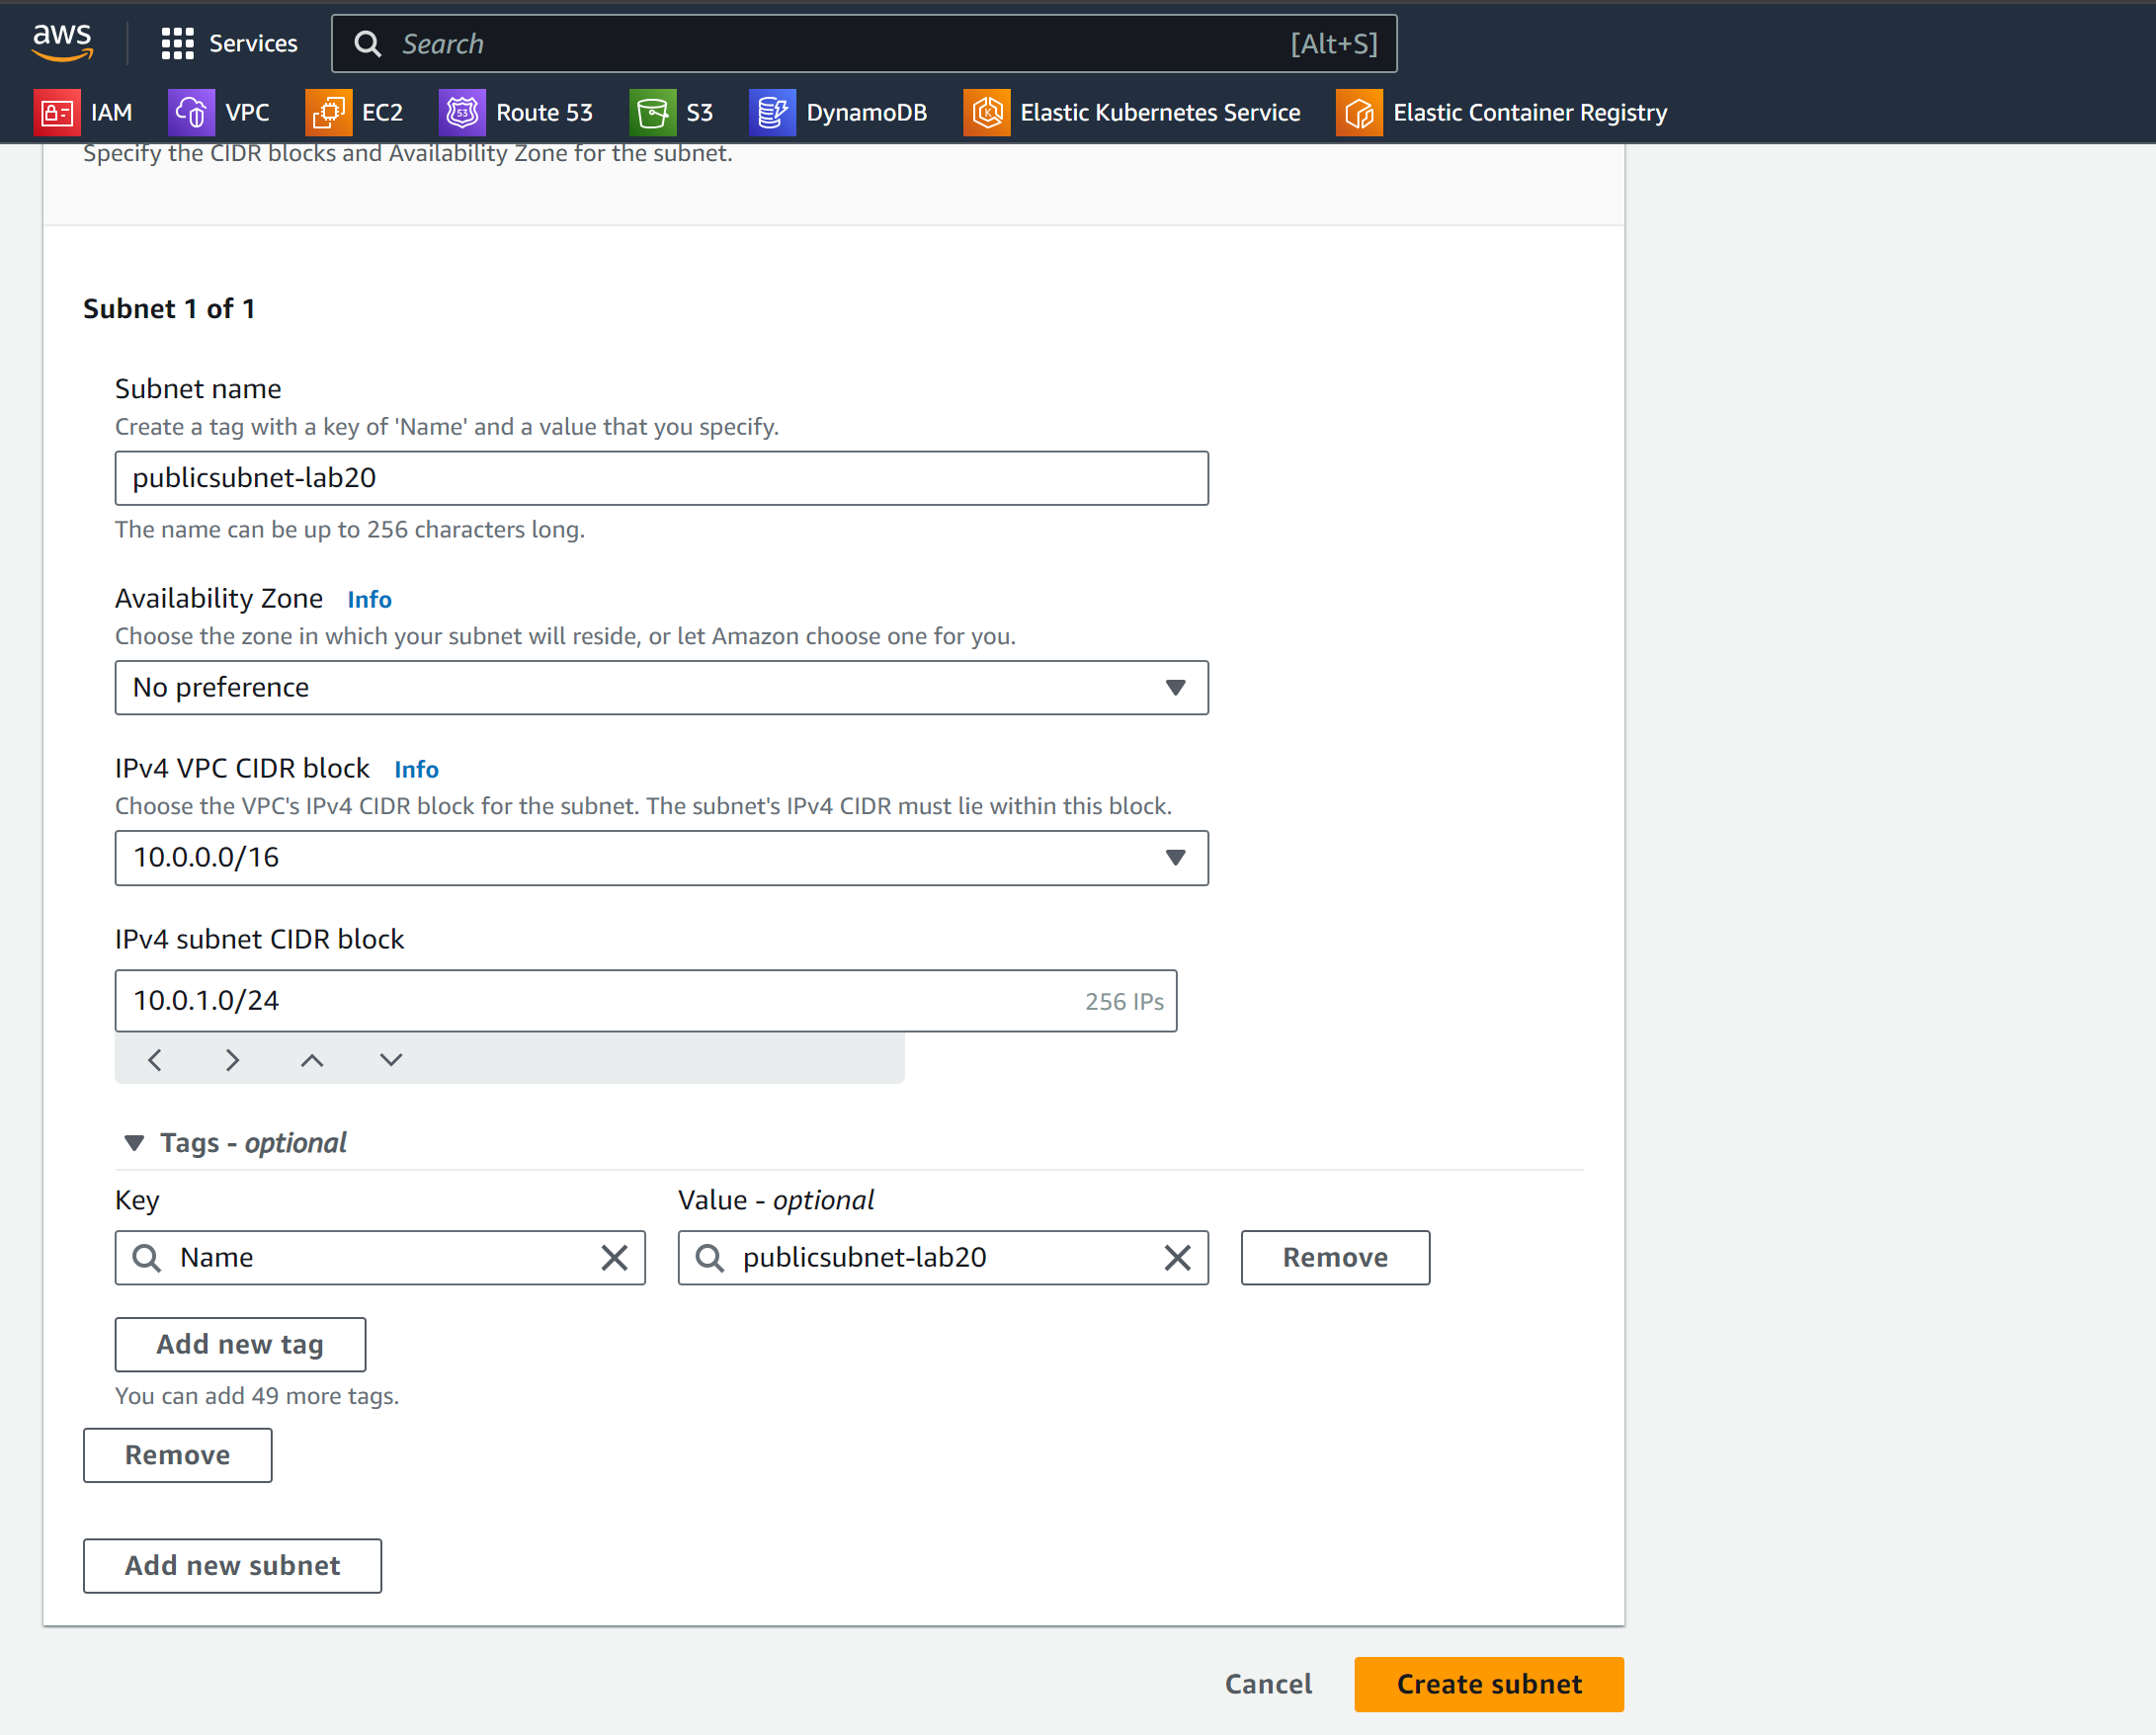 aws
Services
Search [Alt+S]
IAM VPC EC2 Route 53 S3 DynamoDB Elastic Kubernetes Service Elastic Container Registry
Specify the CIDR blocks and Availability Zone for the subnet.
Subnet 1 of 1
Subnet name
Create a tag with a key of 'Name' and a value that you specify.
publicsubnet-lab20
The name can be up to 256 characters long.
Availability Zone Info
Choose the zone in which your subnet will reside, or let Amazon choose one for you.
No preference
IPv4 VPC CIDR block Info
Choose the VPC's IPv4 CIDR block for the subnet. The subnet's IPv4 CIDR must lie within this block.
10.0.0.0/16
IPv4 subnet CIDR block
10.0.1.0/24 256 IPs
Tags - optional
Key Value - optional
Name publicsubnet-lab20 Remove
Add new tag
You can add 49 more tags.
Remove
Add new subnet
Cancel Create subnet